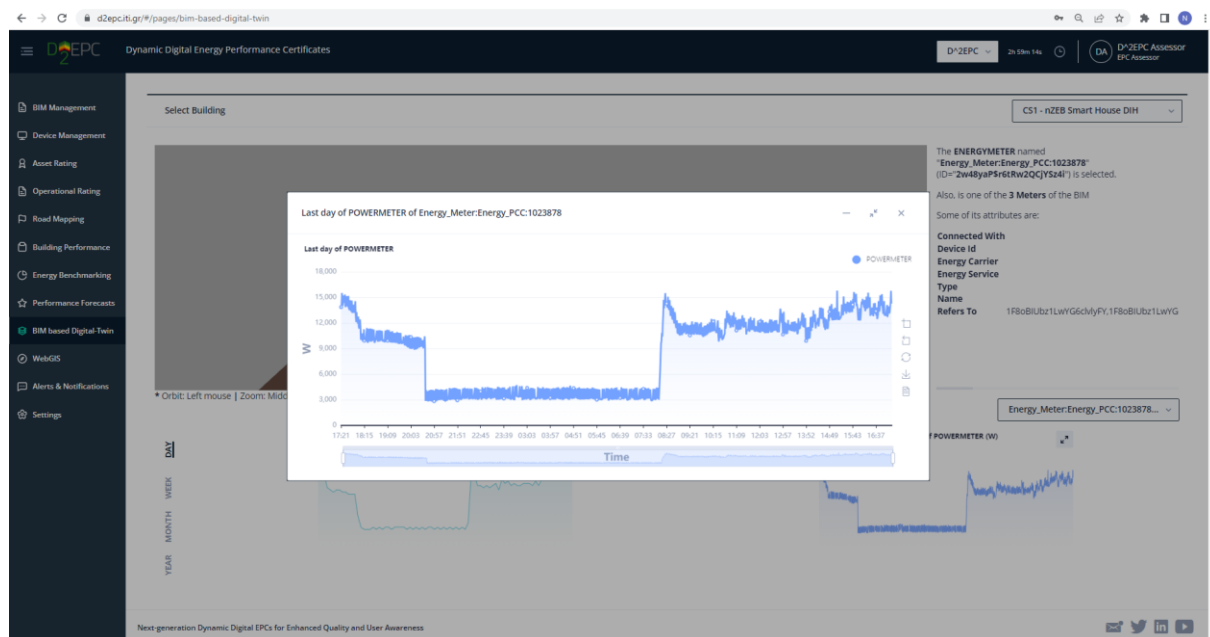 d2epc.iti.gr/#/pages/bim-based-digital-twin
N
D2EPC
Dynamic Digital Energy Performance Certificates
D^2EPC
2h 59m 14s
DA
D^2EPC Assessor
EPC Assessor
BIM Management
Device Management
Asset Rating
Operational Rating
Road Mapping
Building Performance
Energy Benchmarking
Performance Forecasts
BIM based Digital-Twin
WebGIS
Alerts & Notifications
Settings
Select Building
CS1 - nZEB Smart House DIH
The ENERGYMETER named
"Energy_Meter:Energy_PCC:1023878"
(ID="2w48yaP$r6tRw2QCjYSz4i") is selected.
Also, is one of the 3 Meters of the BIM
Some of its attributes are:
Connected With
Device Id
Energy Carrier
Energy Service
Type
Name
Refers To 1F8oBIUbz1LwYG6clvlyFY,1F8oBIUbz1LwYG
Last day of POWERMETER of Energy_Meter:Energy_PCC:1023878
Last day of POWERMETER
POWERMETER
18,000
15,000
12,000
9,000
6,000
3,000
0
W
17:21 18:15 19:09 20:03 20:57 21:51 22:45 23:39 03:03 03:57 04:51 05:45 06:39 07:33 08:27 09:21 10:15 11:09 12:03 12:57 13:52 14:49 15:43 16:37
Time
* Orbit: Left mouse | Zoom: Midd
Energy_Meter:Energy_PCC:1023878...
f POWERMETER (W)
DAY
WEEK
MONTH
YEAR
Next-generation Dynamic Digital EPCs for Enhanced Quality and User Awareness